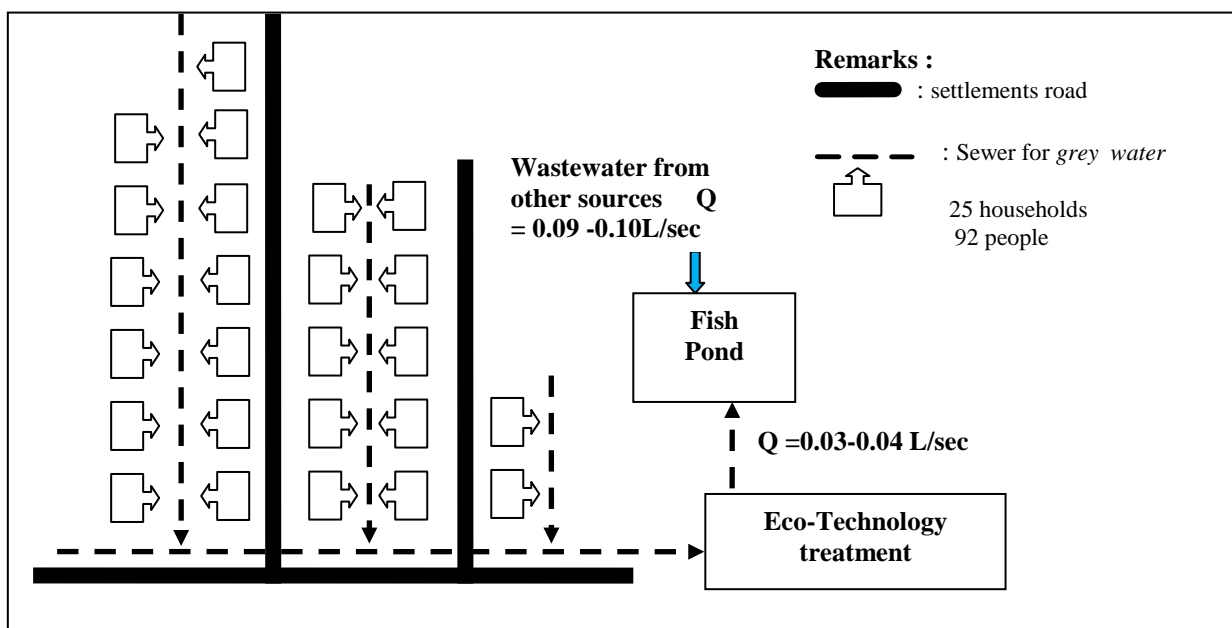 Remarks :
: settlements road
: Sewer for grey water
25 households
92 people
Wastewater from
other sources Q
= 0.09 -0.10L/sec
Fish
Pond
Q =0.03-0.04 L/sec
Eco-Technology
treatment